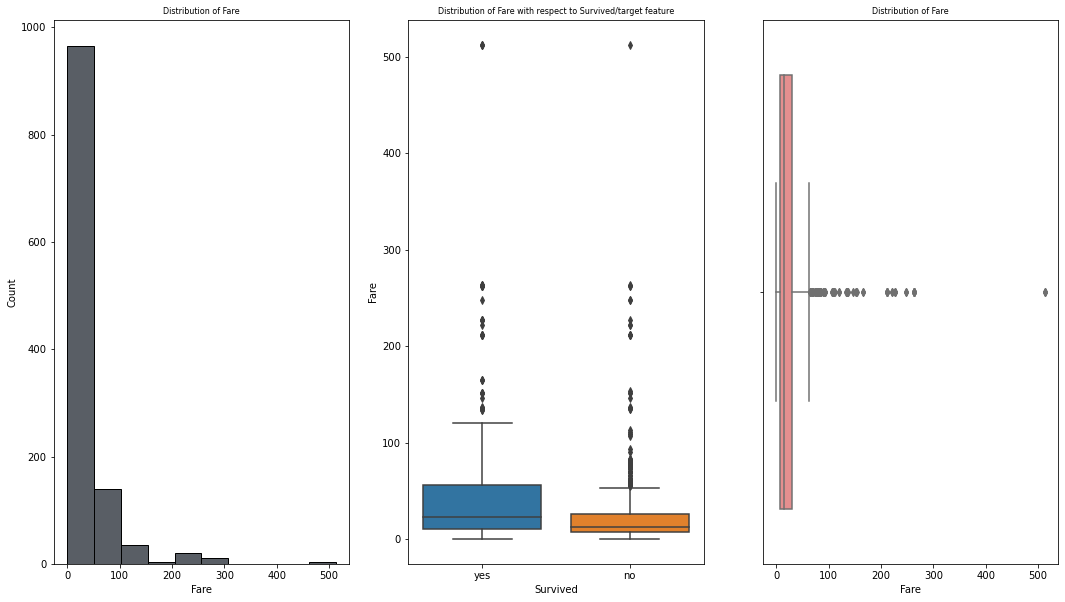 Distribution of Fare
1000
800
600
400
200
0
Count
0 100 200 300 400 500
Fare
Distribution of Fare with respect to Survived/target feature
500
400
300
200
100
0
Fare
yes no
Survived
Distribution of Fare
0 100 200 300 400 500
Fare